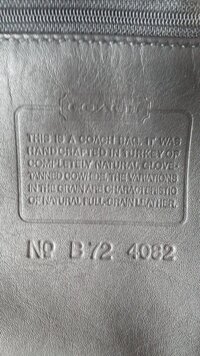 COACH
THIS IS A COACH BAG. IT WAS
HANDCRAFTED IN TURKEY OF
COMPLETELY NATURAL GLOVE
TANNED COWHIDE. THE VARIATIONS
IN THE GRAIN ARE CHARACTERISTIC
OF NATURAL FULL-GRAIN LEATHER.
No B72 4082